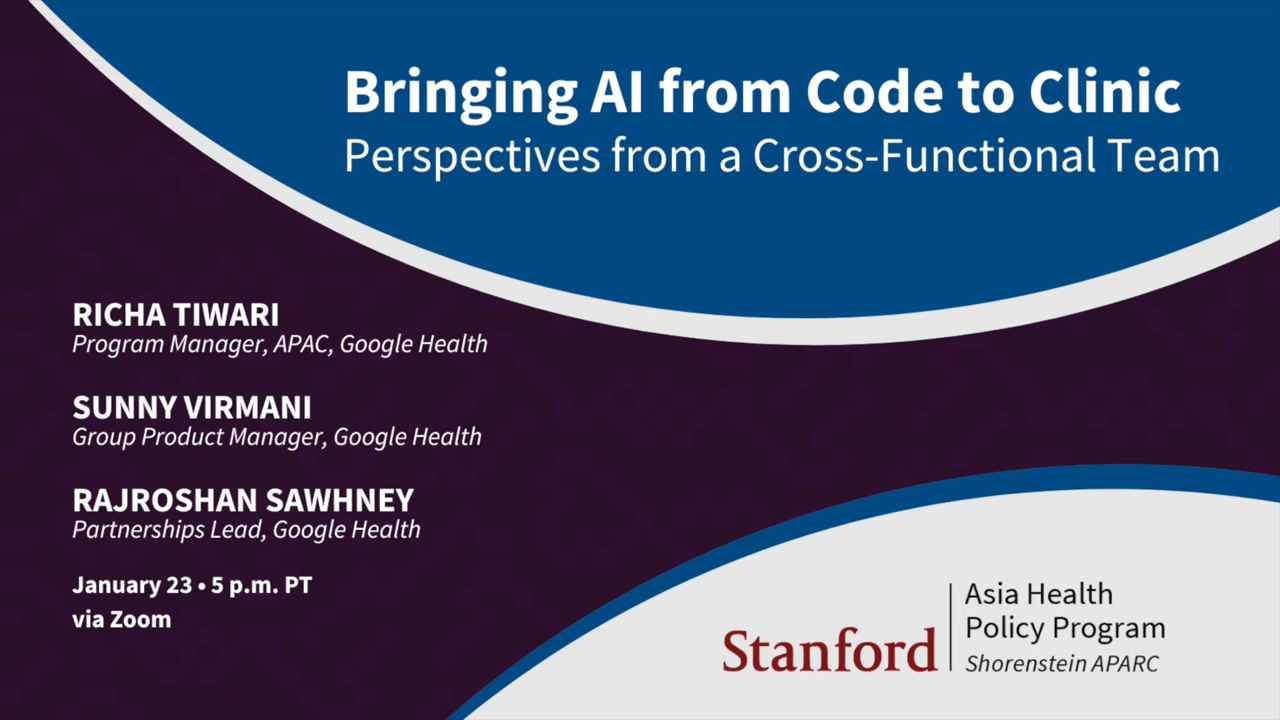 Bringing AI from Code to Clinic
Perspectives from a Cross-Functional Team
RICHA TIWARI
Program Manager, APAC, Google Health
SUNNY VIRMANI
Group Product Manager, Google Health
RAJROSHAN SAWHNEY
Partnerships Lead, Google Health
January 23 • 5 p.m. PT
via Zoom
Stanford
Asia Health
Policy Program
Shorenstein APARC